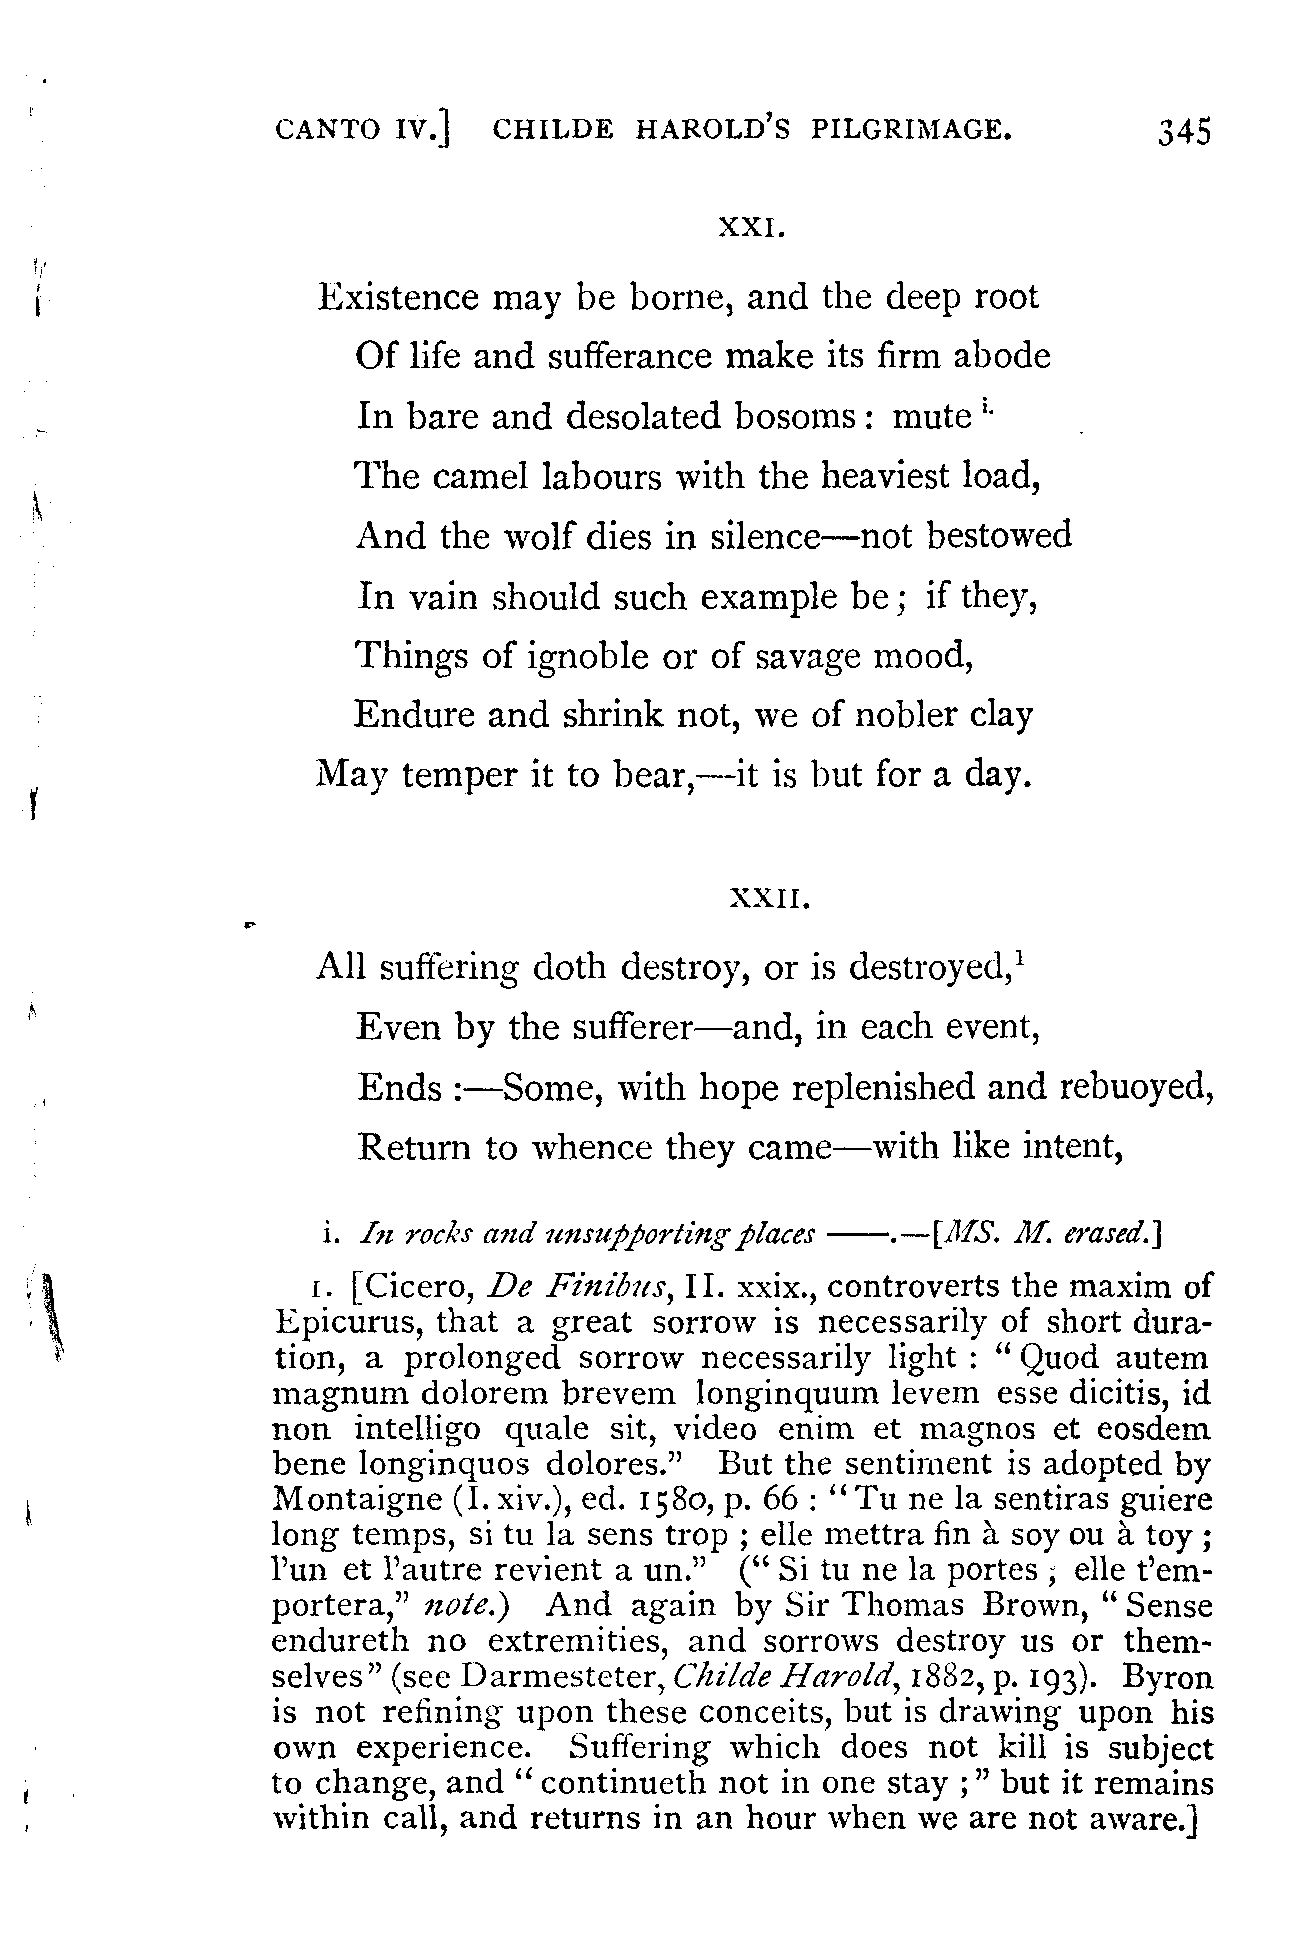 CANTO IV.] CHILDE HAROLD'S PILGRIMAGE. 345
XXI.
Existence may be borne, and the deep root
Of life and sufferance make its firm abode
In bare and desolated bosoms: mute i.
The camel labours with the heaviest load,
And the wolf dies in silence—not bestowed
In vain should such example be; if they,
Things of ignoble or of savage mood,
Endure and shrink not, we of nobler clay
May temper it to bear,—it is but for a day.
XXII.
All suffering doth destroy, or is destroyed,1
Even by the sufferer—and, in each event,
Ends :—Some, with hope replenished and rebuoyed,
Return to whence they came—with like intent,
i. In rocks and unsupporting places ——.—[MS. M. erased.]
1. [Cicero, De Finibus, II. xxix., controverts the maxim of
Epicurus, that a great sorrow is necessarily of short dura-
tion, a prolonged sorrow necessarily light : “Quod autem
magnum dolorem brevem longinquum levem esse dicitis, id
non intelligo quale sit, video enim et magnos et eosdem
bene longinquos dolores.” But the sentiment is adopted by
Montaigne (I. xiv.), ed. 1580, p. 66 : “Tu ne la sentiras guiere
long temps, si tu la sens trop ; elle mettra fin à soy ou à toy ;
l'un et l'autre revient a un.” (“Si tu ne la portes ; elle t'em-
portera,” note.) And again by Sir Thomas Brown, “Sense
endureth no extremities, and sorrows destroy us or them-
selves” (see Darmesteter, Childe Harold, 1882, p. 193). Byron
is not refining upon these conceits, but is drawing upon his
own experience. Suffering which does not kill is subject
to change, and “continueth not in one stay ;” but it remains
within call, and returns in an hour when we are not aware.]